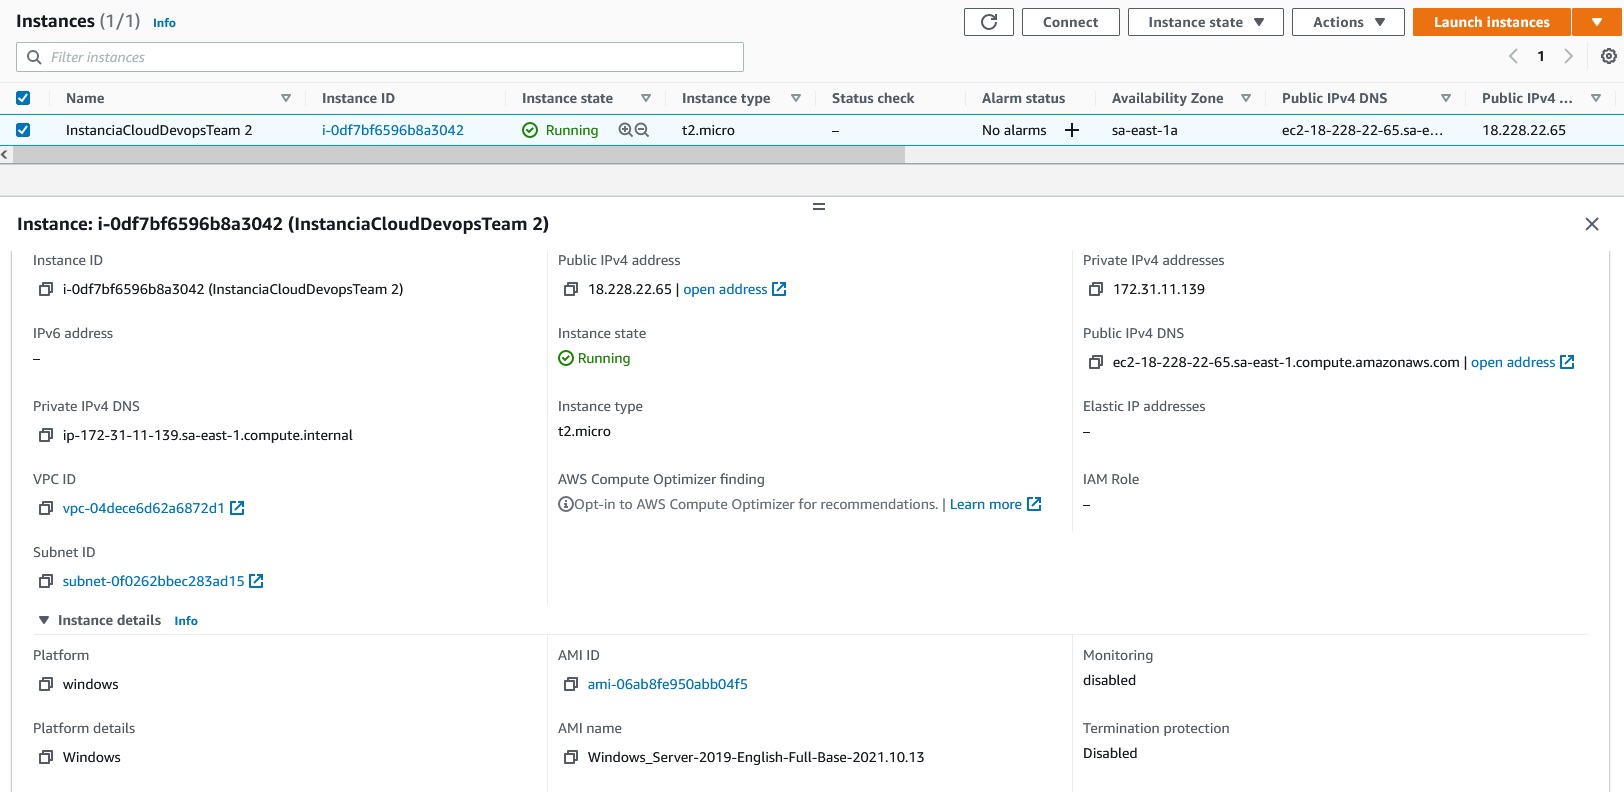 Instances (1/1) Info Connect Instance state Actions Launch instances
Filter instances 1
Name Instance ID Instance state Instance type Status check Alarm status Availability Zone Public IPv4 DNS Public IPv4 ...
InstanciaCloudDevopsTeam 2 i-0df7bf6596b8a3042 Running t2.micro – No alarms + sa-east-1a ec2-18-228-22-65.sa-e... 18.228.22.65
Instance: i-0df7bf6596b8a3042 (InstanciaCloudDevopsTeam 2)
Instance ID Public IPv4 address Private IPv4 addresses
i-0df7bf6596b8a3042 (InstanciaCloudDevopsTeam 2) 18.228.22.65 | open address 172.31.11.139
IPv6 address Instance state Public IPv4 DNS
– Running ec2-18-228-22-65.sa-east-1.compute.amazonaws.com | open address
Private IPv4 DNS Instance type Elastic IP addresses
ip-172-31-11-139.sa-east-1.compute.internal t2.micro –
VPC ID AWS Compute Optimizer finding IAM Role
vpc-04dece6d62a6872d1 Opt-in to AWS Compute Optimizer for recommendations. | Learn more –
Subnet ID
subnet-0f0262bbec283ad15
Instance details Info
Platform AMI ID Monitoring
windows ami-06ab8fe950abb04f5 disabled
Platform details AMI name Termination protection
Windows Windows_Server-2019-English-Full-Base-2021.10.13 Disabled